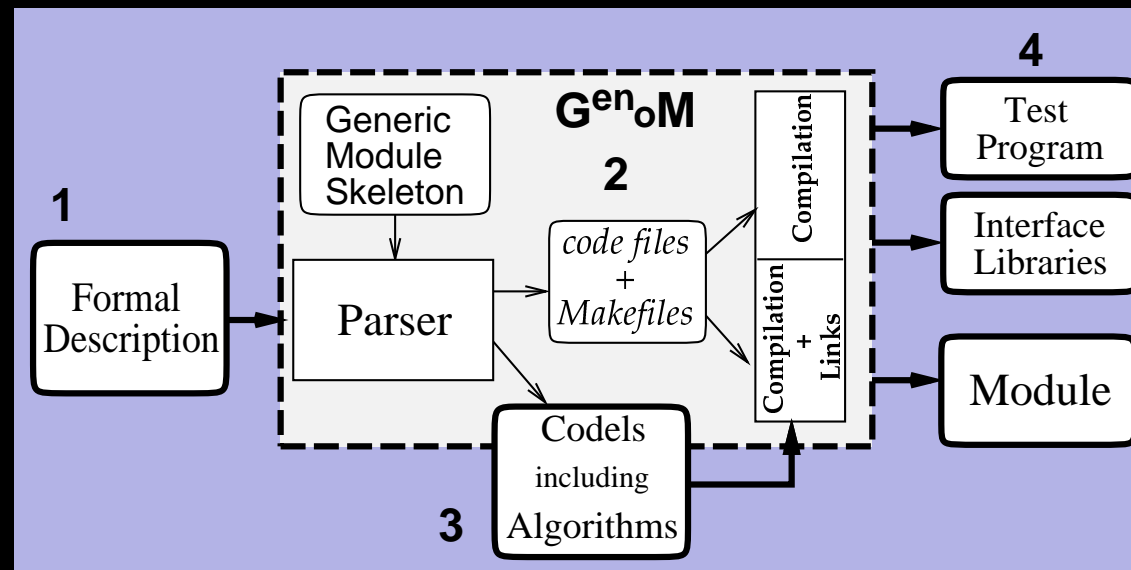 4
GenoM
Test
Program
Generic
Module
Skeleton
2
1
Compilation
Interface
Libraries
code files
+
Makefiles
Formal
Description
Parser
Compilation
+
Links
Module
Codels
including
Algorithms
3